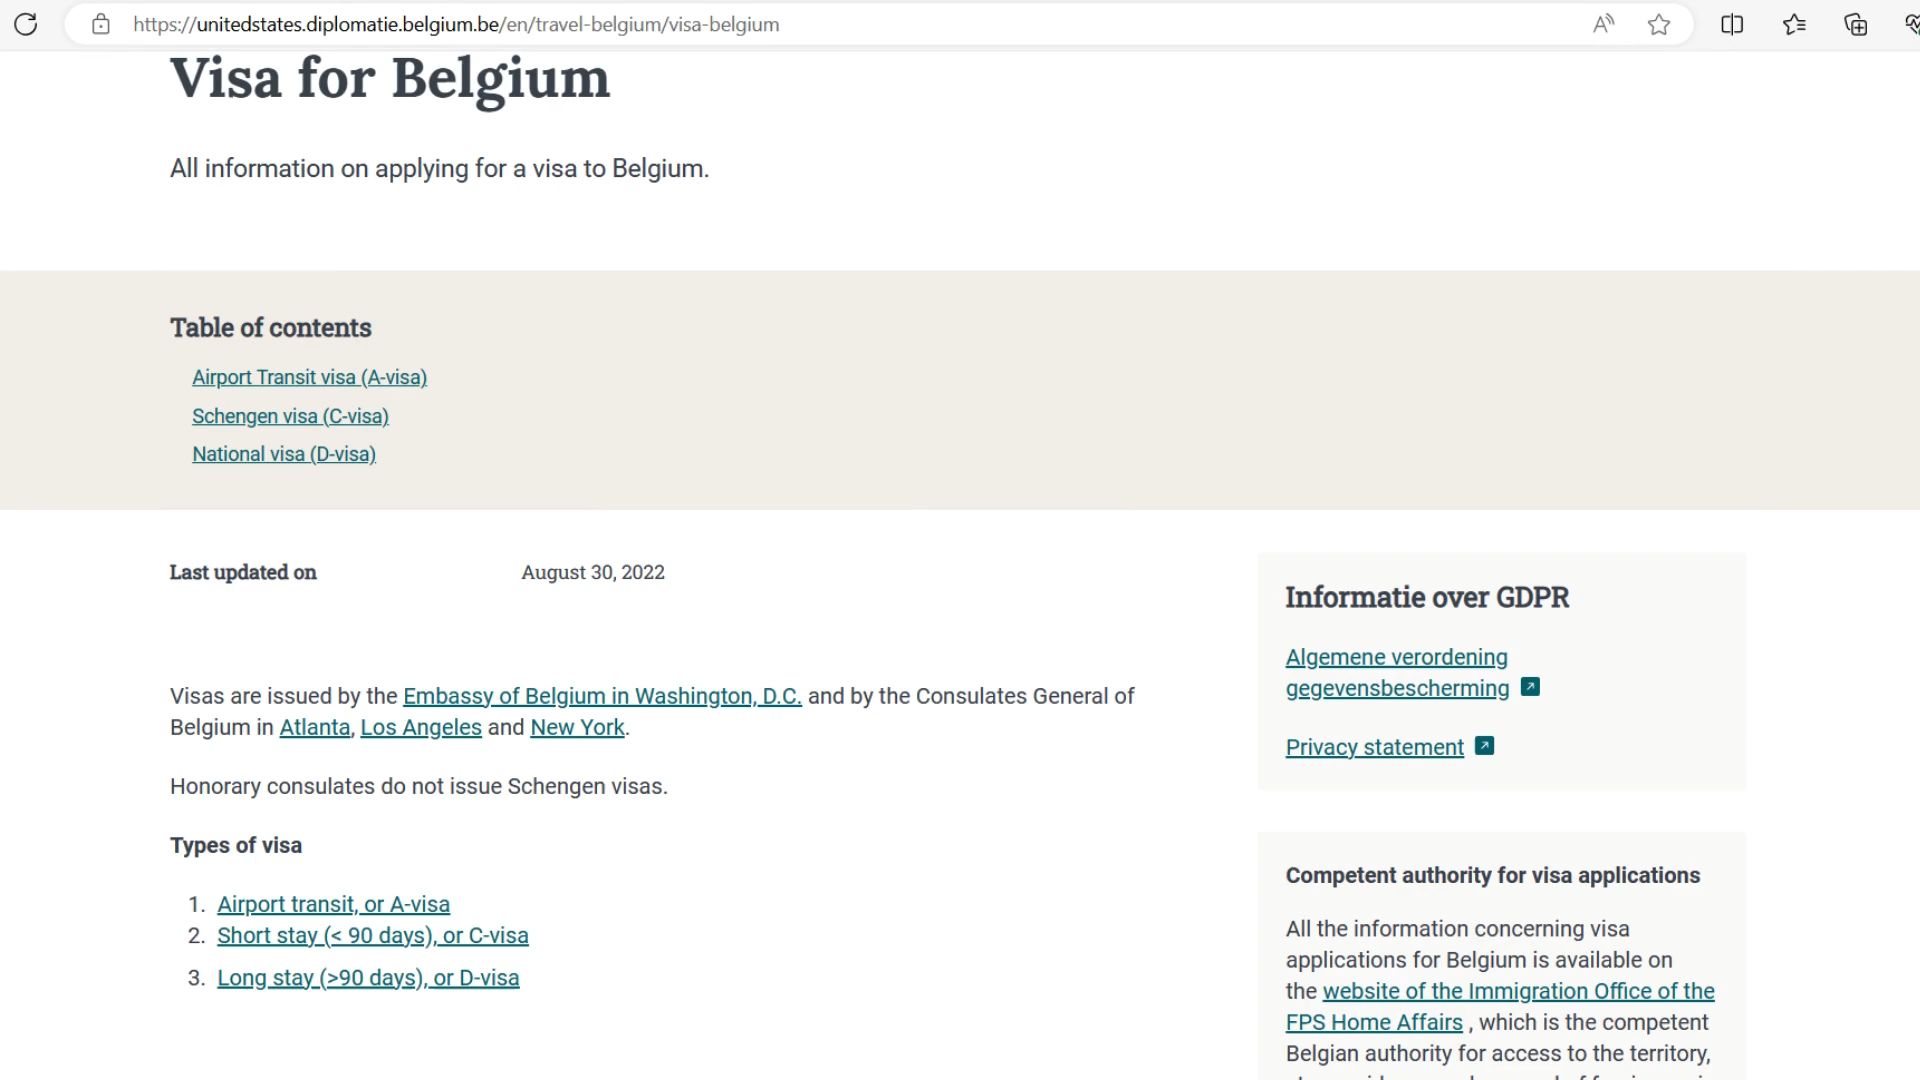 https://unitedstates.diplomatie.belgium.be/en/travel-belgium/visa-belgium
Visa for Belgium
All information on applying for a visa to Belgium.
Table of contents
Airport Transit visa (A-visa)
Schengen visa (C-visa)
National visa (D-visa)
Last updated on August 30, 2022
Visas are issued by the Embassy of Belgium in Washington, D.C. and by the Consulates General of
Belgium in Atlanta, Los Angeles and New York.
Honorary consulates do not issue Schengen visas.
Types of visa
1. Airport transit, or A-visa
2. Short stay (< 90 days), or C-visa
3. Long stay (>90 days), or D-visa
Informatie over GDPR
Algemene verordening
gegevensbescherming
Privacy statement
Competent authority for visa applications
All the information concerning visa
applications for Belgium is available on
the website of the Immigration Office of the
FPS Home Affairs , which is the competent
Belgian authority for access to the territory,